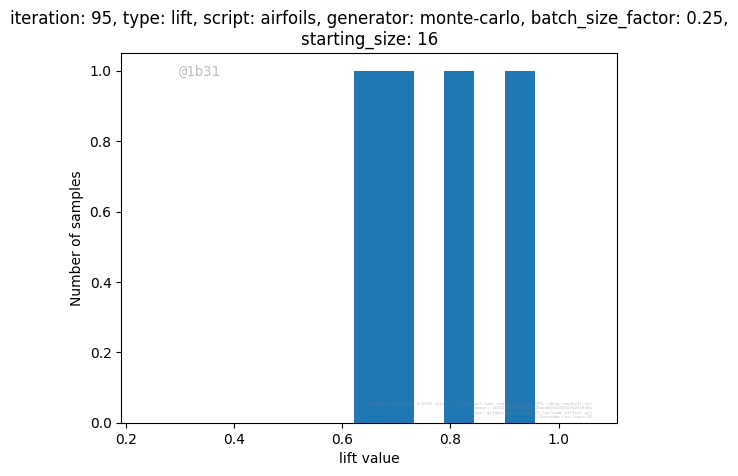 iteration: 95, type: lift, script: airfoils, generator: monte-carlo, batch_size_factor: 0.25,
starting_size: 16
@1b31
1.0
0.8
0.6
0.4
0.2
0.0
Number of samples
0.2 0.4 0.6 0.8 1.0
lift value